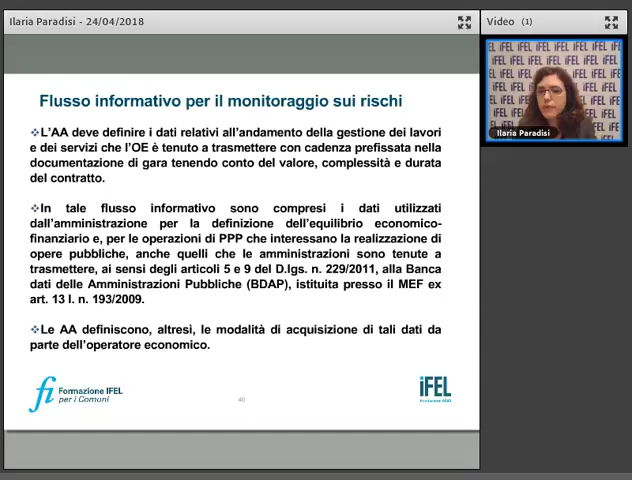 Ilaria Paradisi - 24/04/2018
Video (1)
Flusso informativo per il monitoraggio sui rischi
❖L'AA deve definire i dati relativi all'andamento della gestione dei lavori
e dei servizi che l'OE è tenuto a trasmettere con cadenza prefissata nella
documentazione di gara tenendo conto del valore, complessità e durata
del contratto.
❖In tale flusso informativo sono compresi i dati utilizzati
dall'amministrazione per la definizione dell'equilibrio economico-
finanziario e, per le operazioni di PPP che interessano la realizzazione di
opere pubbliche, anche quelli che le amministrazioni sono tenute a
trasmettere, ai sensi degli articoli 5 e 9 del D.lgs. n. 229/2011, alla Banca
dati delle Amministrazioni Pubbliche (BDAP), istituita presso il MEF ex
art. 13 l. n. 193/2009.
❖Le AA definiscono, altresì, le modalità di acquisizione di tali dati da
parte dell'operatore economico.
fi Formazione IFEL
per i Comuni
40
iFEL
Fondazione ANCI
Ilaria Paradisi